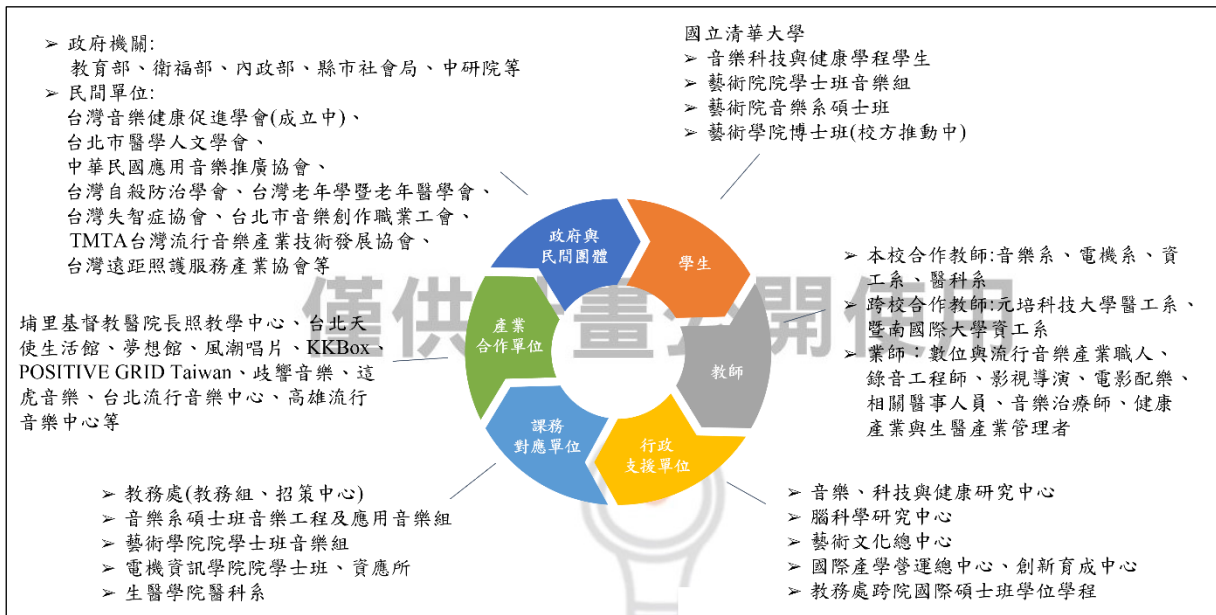 ➢ 政府機關:
教育部、衛福部、內政部、縣市社會局、中研院等
➢ 民間單位:
台灣音樂健康促進學會(成立中)、
台北市醫學人文學會、
中華民國應用音樂推廣協會、
台灣自殺防治學會、台灣老年學暨老年醫學會、
台灣失智症協會、台北市音樂創作職業工會、
TMTA台灣流行音樂產業技術發展協會、
台灣遠距照護服務產業協會等
國立清華大學
➢ 音樂科技與健康學程學生
➢ 藝術院院學士班音樂組
➢ 藝術院音樂系碩士班
➢ 藝術學院博士班(校方推動中)
政府與
民間團體
學生
產業
合作單位
教師
課務
對應單位
行政
支援單位
➢ 本校合作教師:音樂系、電機系、資
工系、醫科系
➢ 跨校合作教師:元培科技大學醫工系、
暨南國際大學資工系
➢ 業師：數位與流行音樂產業職人、
錄音工程師、影視導演、電影配樂、
相關醫事人員、音樂治療師、健康
產業與生醫產業管理者
埔里基督教醫院長照教學中心、台北天
使生活館、夢想館、風潮唱片、KKBox、
POSITIVE GRID Taiwan、歧響音樂、這
虎音樂、台北流行音樂中心、高雄流行
音樂中心等
➢ 教務處(教務組、招策中心)
➢ 音樂系碩士班音樂工程及應用音樂組
➢ 藝術學院院學士班音樂組
➢ 電機資訊學院院學士班、資應所
➢ 生醫學院醫科系
➢ 音樂、科技與健康研究中心
➢ 腦科學研究中心
➢ 藝術文化總中心
➢ 國際產學營運總中心、創新育成中心
➢ 教務處跨院國際碩士班學位學程
僅供計畫公開使用